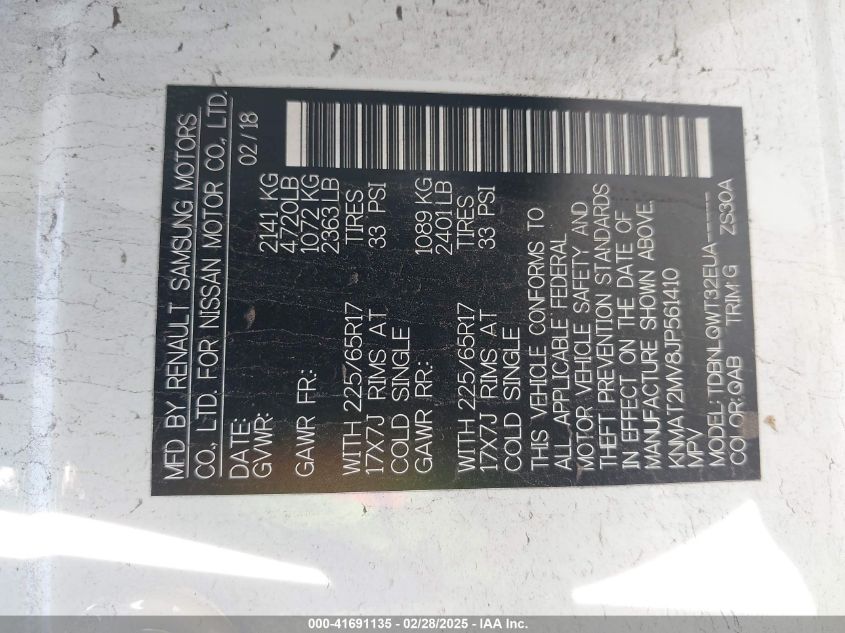 MFD BY RENAULT SAMSUNG MOTORS
CO., LTD. FOR NISSAN MOTOR CO., LTD.
DATE: 02/18
GVWR: 2141 KG
4720LB
GAWR FR.: 1072 KG
2363 LB
WITH 225/65R17 TIRES
17X7J RIMS AT 33 PSI
COLD SINGLE
GAWR RR.: 1089 KG
2401 LB
WITH 225/65R17 TIRES
17X7J RIMS AT 33 PSI
COLD SINGLE
THIS VEHICLE CONFORMS TO
ALL APPLICABLE FEDERAL
MOTOR VEHICLE SAFETY AND
THEFT PREVENTION STANDARDS
IN EFFECT ON THE DATE OF
MANUFACTURE SHOWN ABOVE.
KNMAT2MV8JP561410
MPV
MODEL: TDBNLQWT32EUA-----
COLOR: QAB TRIM G ZS30A
000-41691135 - 02/28/2025 - IAA Inc.